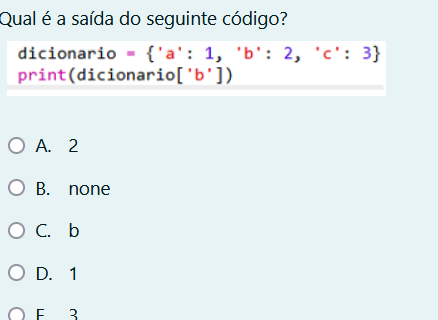 Qual é a saída do seguinte código?
dicionario = {'a': 1, 'b': 2, 'c': 3}
print(dicionario['b'])
A. 2
B. none
C. b
D. 1
E 3